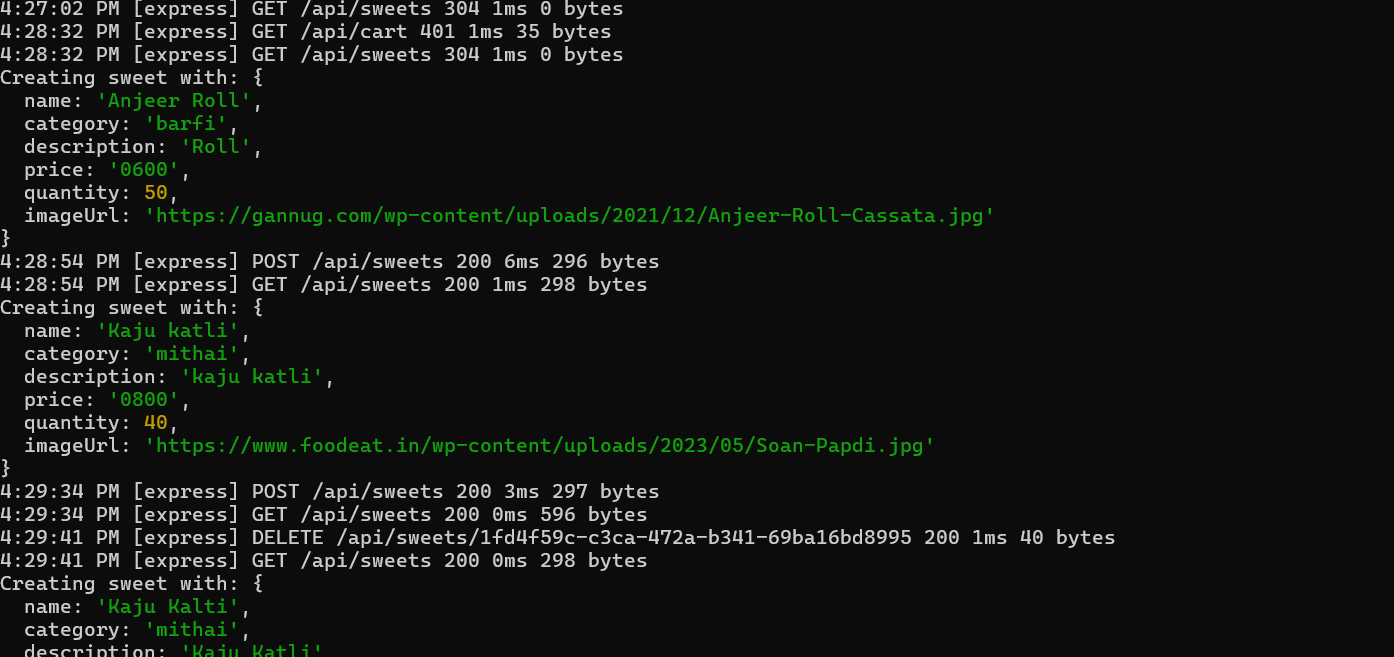 4:27:02 PM [express] GET /api/sweets 304 1ms 0 bytes
4:28:32 PM [express] GET /api/cart 401 1ms 35 bytes
4:28:32 PM [express] GET /api/sweets 304 1ms 0 bytes
Creating sweet with: {
  name: 'Anjeer Roll',
  category: 'barfi',
  description: 'Roll',
  price: '0600',
  quantity: 50,
  imageUrl: 'https://gannug.com/wp-content/uploads/2021/12/Anjeer-Roll-Cassata.jpg'
}
4:28:54 PM [express] POST /api/sweets 200 6ms 296 bytes
4:28:54 PM [express] GET /api/sweets 200 1ms 298 bytes
Creating sweet with: {
  name: 'Kaju katli',
  category: 'mithai',
  description: 'kaju katli',
  price: '0800',
  quantity: 40,
  imageUrl: 'https://www.foodeat.in/wp-content/uploads/2023/05/Soan-Papdi.jpg'
}
4:29:34 PM [express] POST /api/sweets 200 3ms 297 bytes
4:29:34 PM [express] GET /api/sweets 200 0ms 596 bytes
4:29:41 PM [express] DELETE /api/sweets/1fd4f59c-c3ca-472a-b341-69ba16bd8995 200 1ms 40 bytes
4:29:41 PM [express] GET /api/sweets 200 0ms 298 bytes
Creating sweet with: {
  name: 'Kaju Kalti',
  category: 'mithai',
  description: 'Kaju Katli'